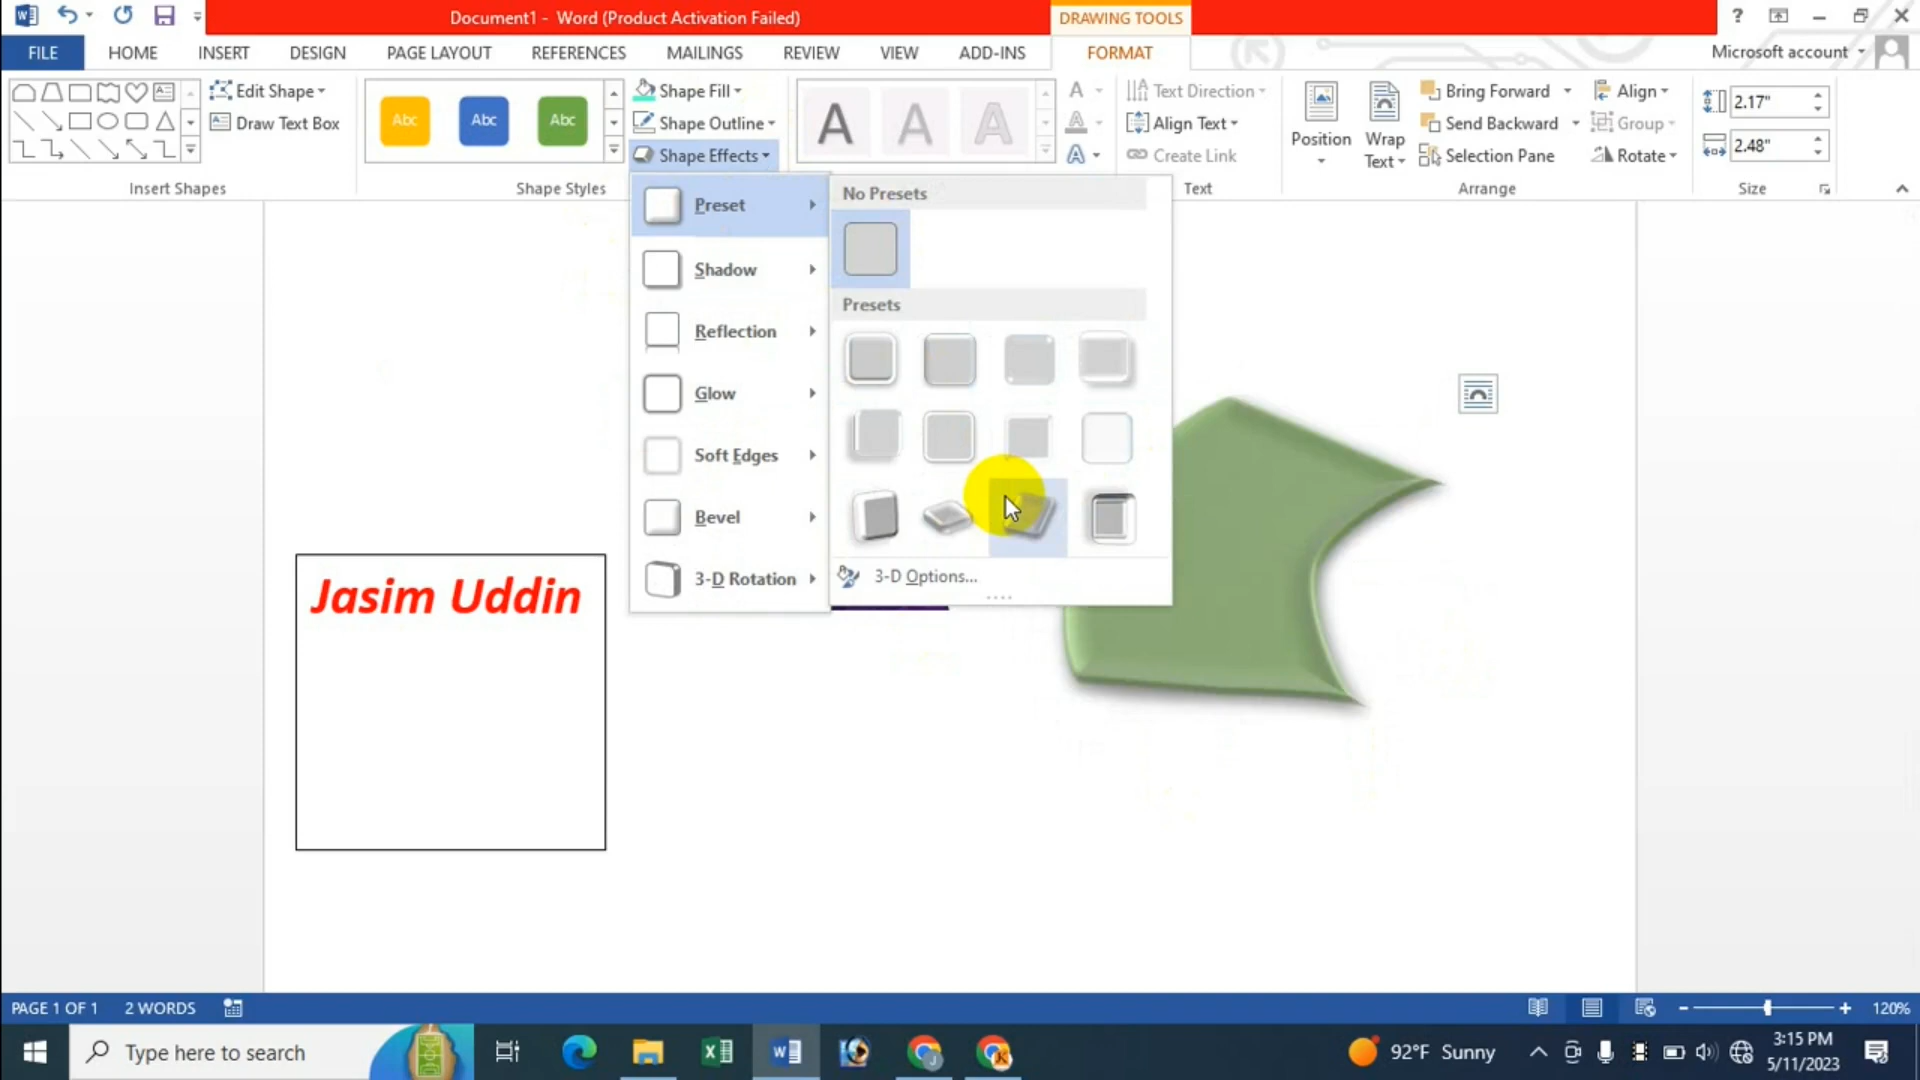 Document1 - Word (Product Activation Failed)
DRAWING TOOLS
?
FILE HOME INSERT DESIGN PAGE LAYOUT REFERENCES MAILINGS REVIEW VIEW ADD-INS FORMAT
Microsoft account
Edit Shape
Draw Text Box
Insert Shapes
Abc Abc Abc
Shape Fill
Shape Outline
Shape Effects
Shape Styles
A A A
A
A
A
Text Direction
Align Text
Create Link
Text
Position
Wrap
Text
Bring Forward
Send Backward
Selection Pane
Align
Group
Rotate
Arrange
2.17"
2.48"
Size
Preset
Shadow
Reflection
Glow
Soft Edges
Bevel
3-D Rotation
No Presets
Presets
3-D Options...
Jasim Uddin
PAGE 1 OF 1 2 WORDS
120%
Type here to search
92°F Sunny
3:15 PM
5/11/2023